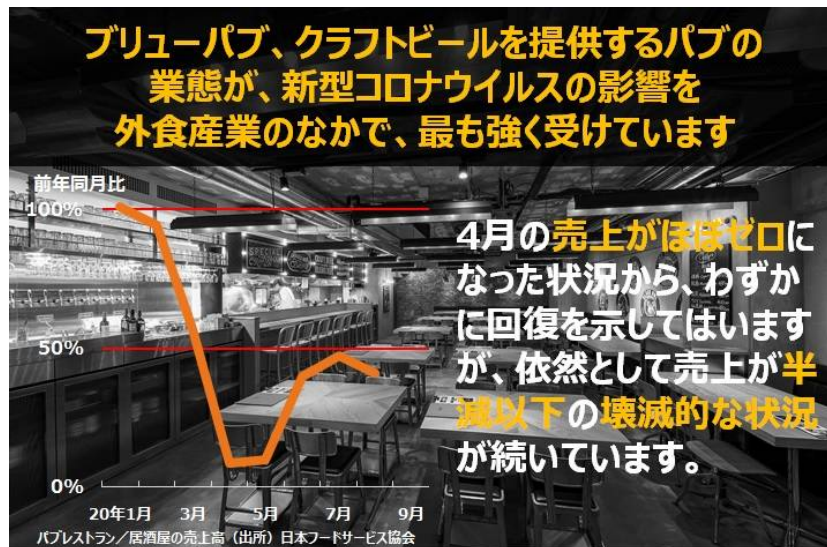 ブリューパブ、クラフトビールを提供するパブの
業態が、新型コロナウイルスの影響を
外食産業のなかで、最も強く受けています
前年同月比
100%
50%
0%
20年1月 3月 5月 7月 9月
4月の売上がほぼゼロに
なった状況から、わずか
に回復を示してはいます
が、依然として売上が半
減以下の壊滅的な状況
が続いています。
パブレストラン／居酒屋の売上高（出所）日本フードサービス協会